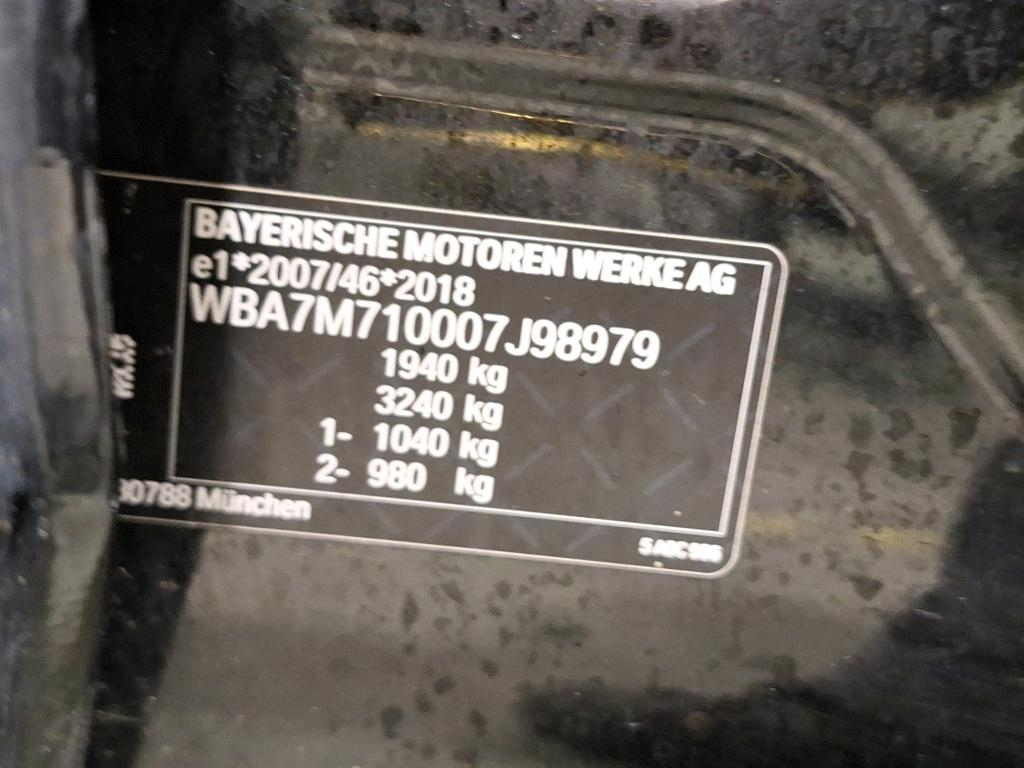 BAYERISCHE MOTOREN WERKE AG
e1*2007/46*2018
WBA7M710007J98979
1940 kg
3240 kg
1- 1040 kg
2- 980 kg
80788 München